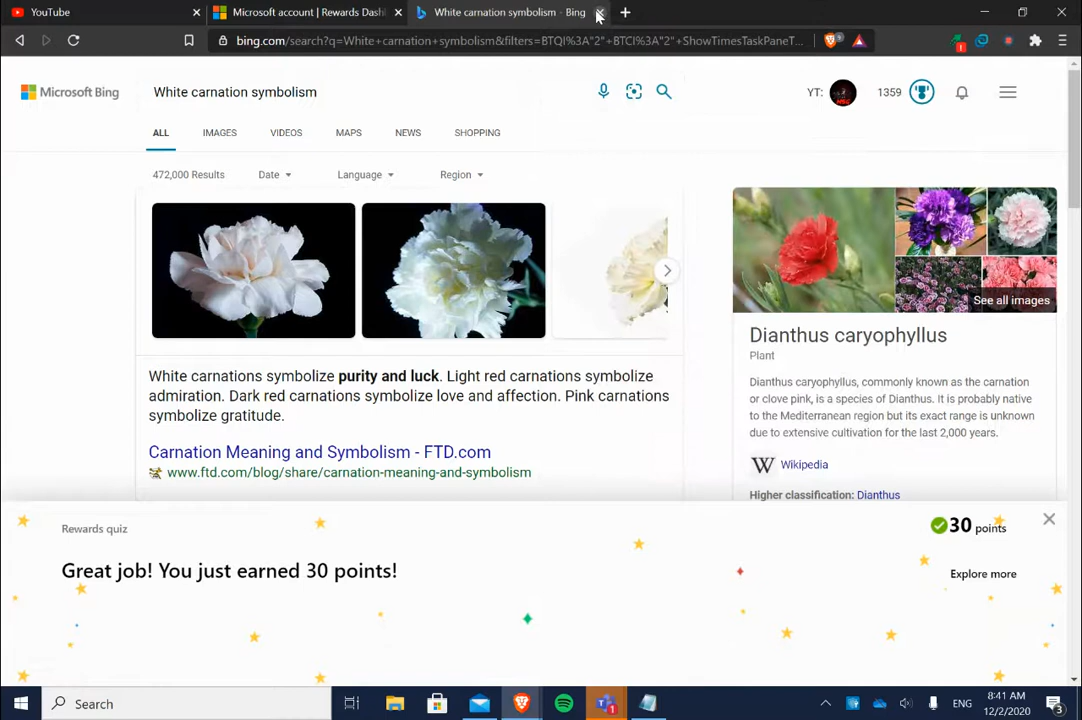 YouTube
Microsoft account | Rewards Dash
White carnation symbolism - Bing
bing.com/search?q=White+carnation+symbolism&filters=BTQI%3A"2"+BTCI%3A"2"+ShowTimesTaskPaneT...
Microsoft Bing
White carnation symbolism
YT:
1359
ALL IMAGES VIDEOS MAPS NEWS SHOPPING
472,000 Results Date Language Region
See all images
White carnations symbolize purity and luck. Light red carnations symbolize
admiration. Dark red carnations symbolize love and affection. Pink carnations
symbolize gratitude.
Carnation Meaning and Symbolism - FTD.com
www.ftd.com/blog/share/carnation-meaning-and-symbolism
Dianthus caryophyllus
Plant
Dianthus caryophyllus, commonly known as the carnation
or clove pink, is a species of Dianthus. It is probably native
to the Mediterranean region but its exact range is unknown
due to extensive cultivation for the last 2,000 years.
W Wikipedia
Higher classification: Dianthus
Rewards quiz
30 points
Great job! You just earned 30 points!
Explore more
Search
ENG
8:41 AM
12/2/2020
3